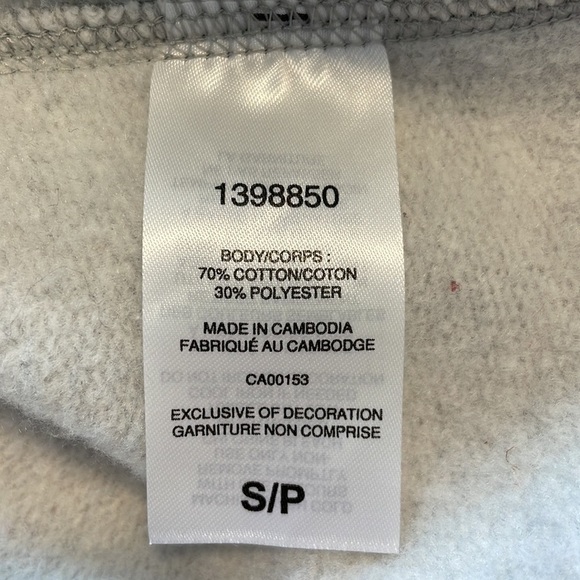 1398850
BODY/CORPS :
70% COTTON/COTON
30% POLYESTER
MADE IN CAMBODIA
FABRIQUÉ AU CAMBODGE
CA00153
EXCLUSIVE OF DECORATION
GARNITURE NON COMPRISE
S/P